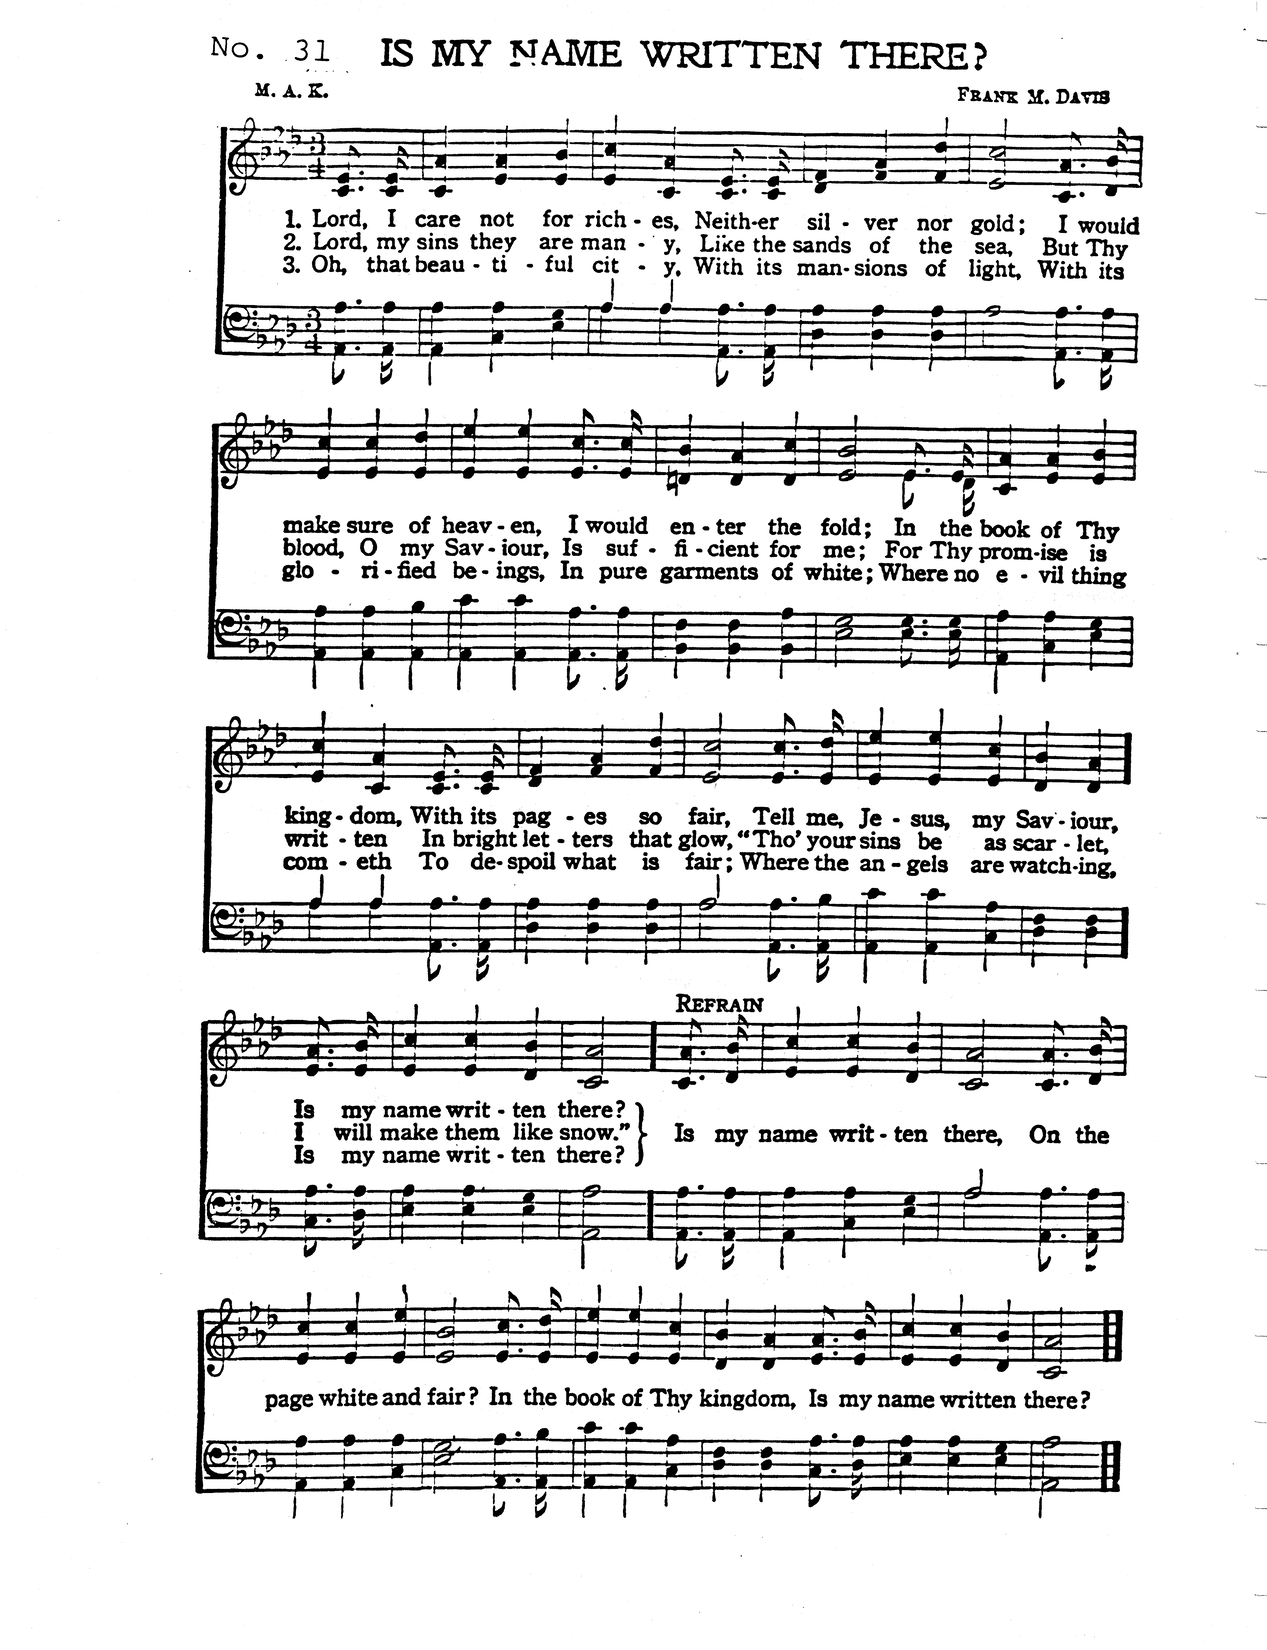 No. 31 IS MY NAME WRITTEN THERE?
M. A. K. FRANK M. DAVIS
3 4
1. Lord, I care not for rich - es, Neith-er sil - ver nor gold; I would
2. Lord, my sins they are man - y, Like the sands of the sea, But Thy
3. Oh, that beau - ti - ful cit - y, With its man-sions of light, With its
3 4
make sure of heav - en, I would en - ter the fold; In the book of Thy
blood, O my Sav - iour, Is suf - fi - cient for me; For Thy prom-ise is
glo - ri - fied be - ings, In pure garments of white; Where no e - vil thing
king - dom, With its pag - es so fair, Tell me, Je - sus, my Sav - iour,
writ - ten In bright let - ters that glow, "Tho' your sins be as scar - let,
com - eth To de - spoil what is fair; Where the an - gels are watch-ing,
REFRAIN
Is my name writ - ten there?
I will make them like snow." } Is my name writ - ten there, On the
Is my name writ - ten there?
page white and fair? In the book of Thy kingdom, Is my name written there?